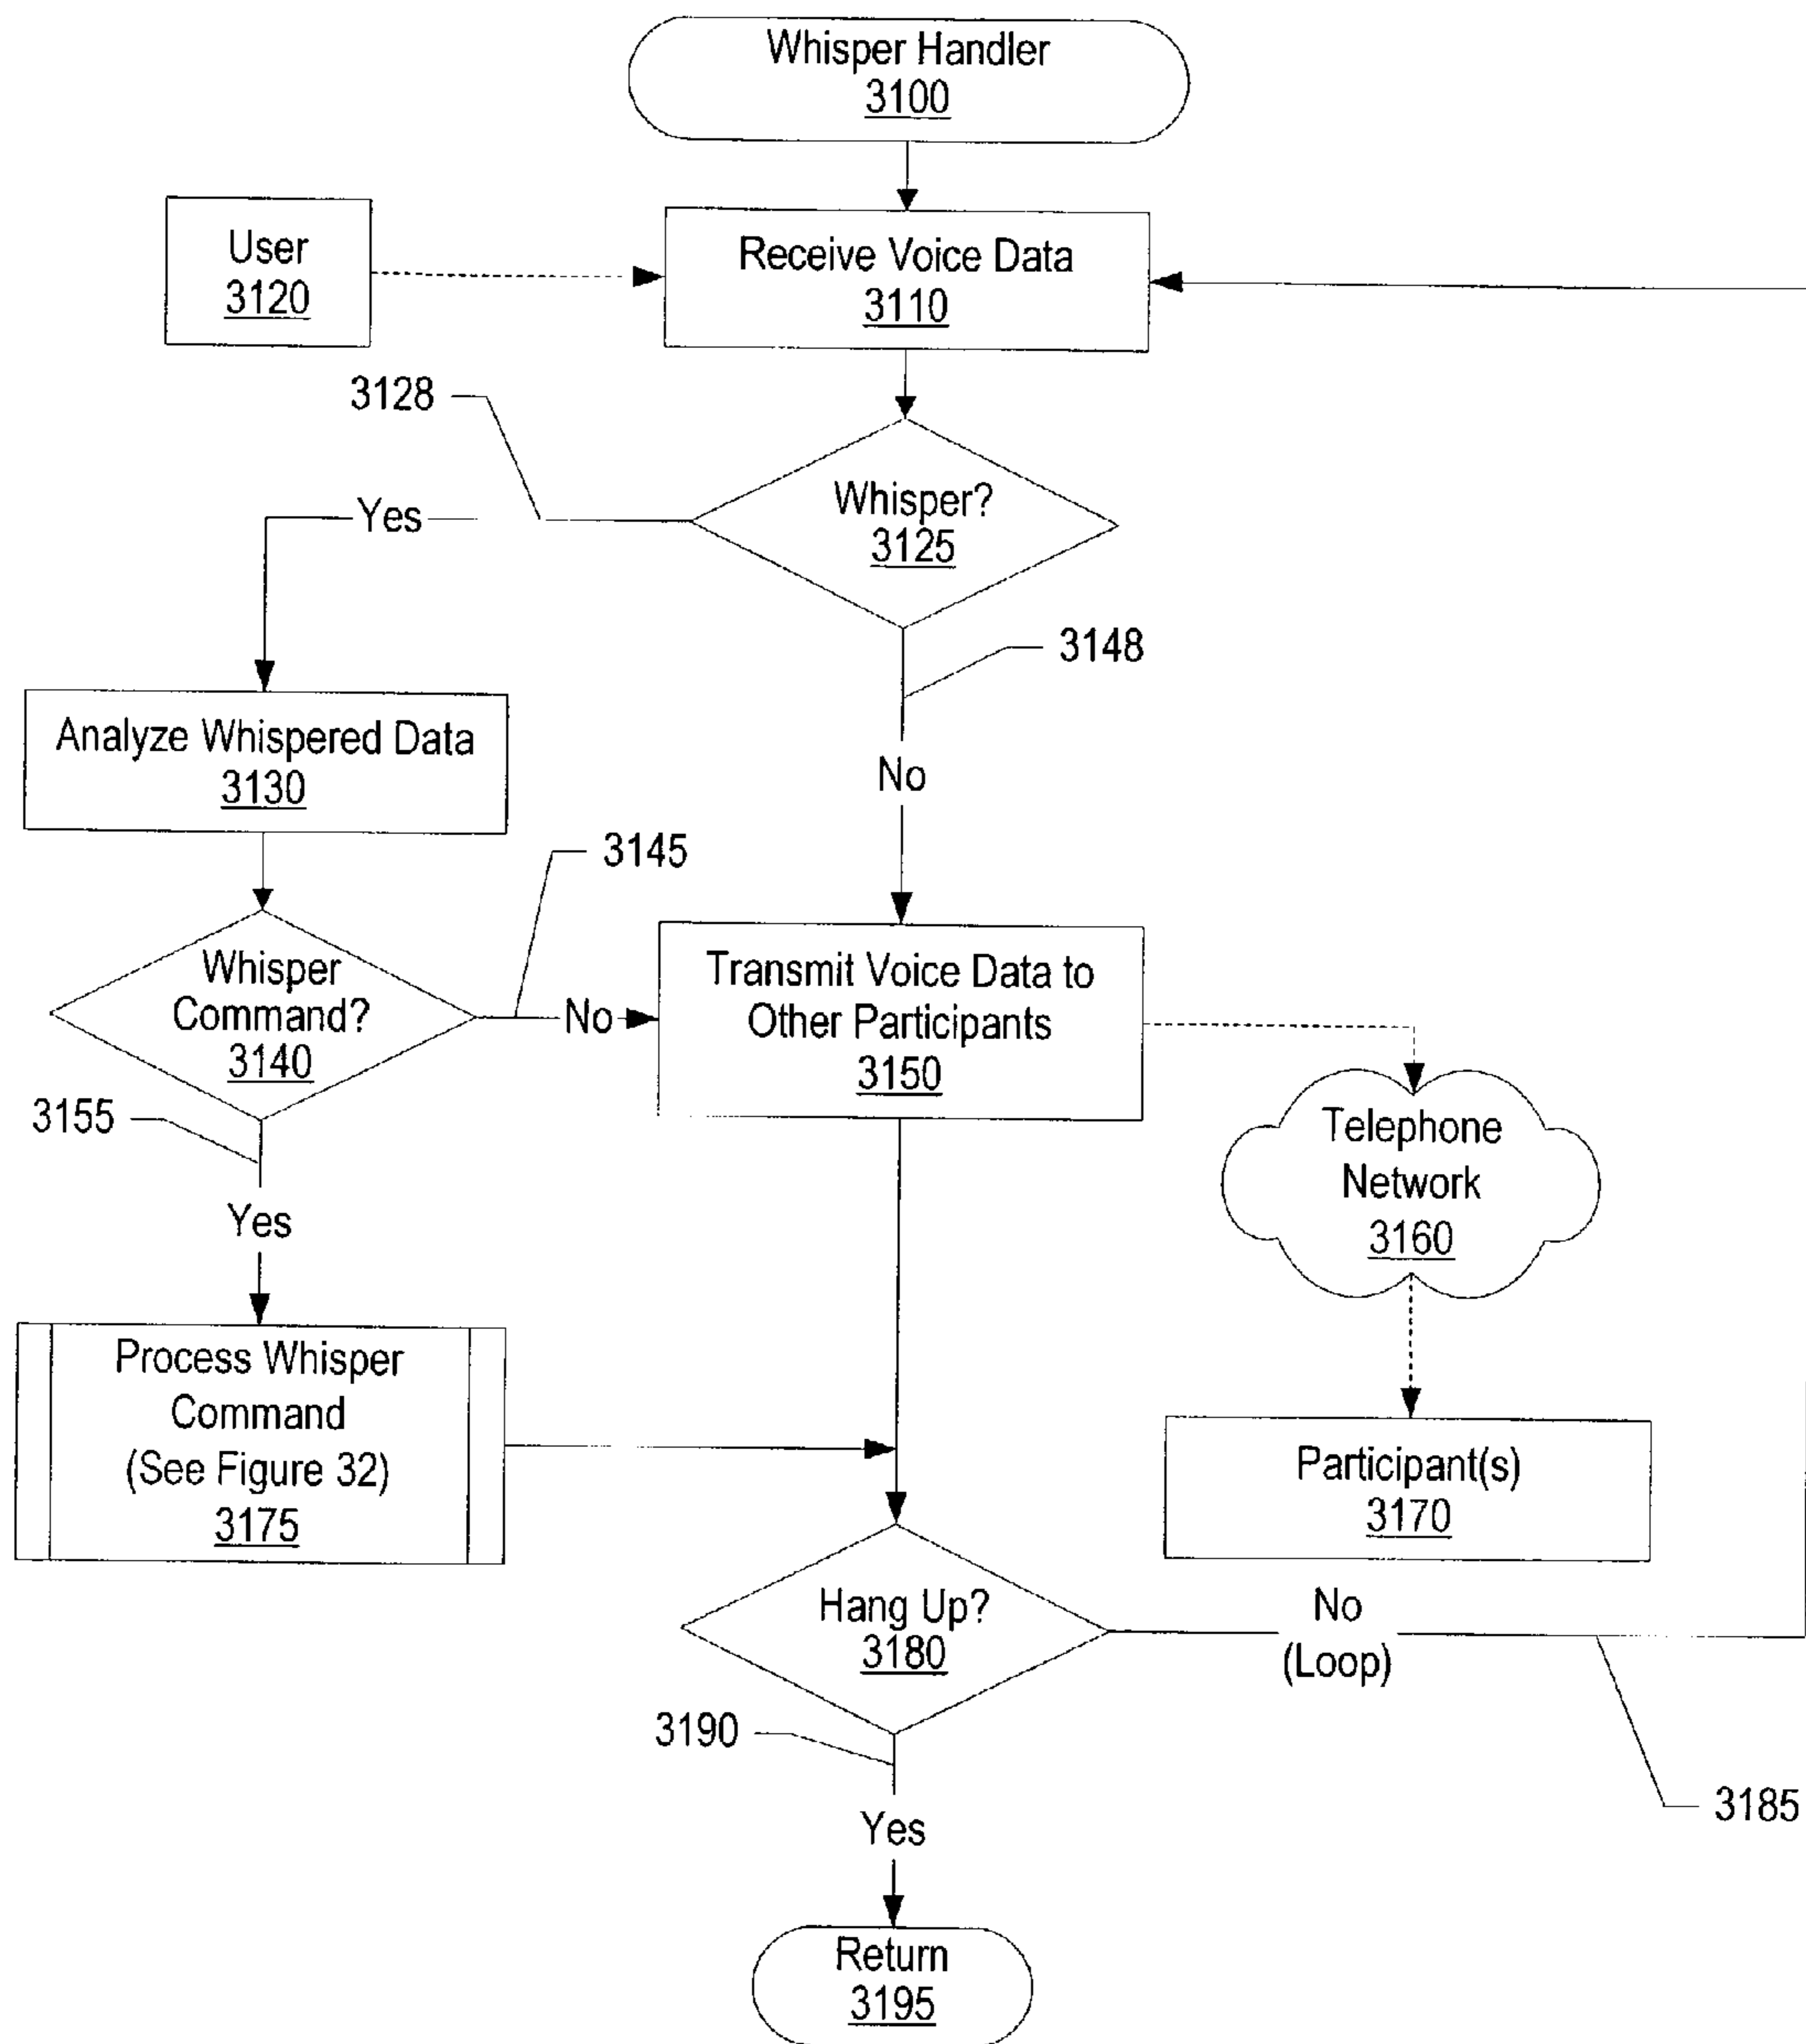 Whisper Handler
3100
User
3120
Receive Voice Data
3110
3128
Whisper?
3125
Yes
3148
No
Analyze Whispered Data
3130
3145
Whisper
Command?
3140
No
Transmit Voice Data to
Other Participants
3150
3155
Yes
Telephone
Network
3160
Process Whisper
Command
(See Figure 32)
3175
Participant(s)
3170
Hang Up?
3180
No
(Loop)
3190
3185
Yes
Return
3195